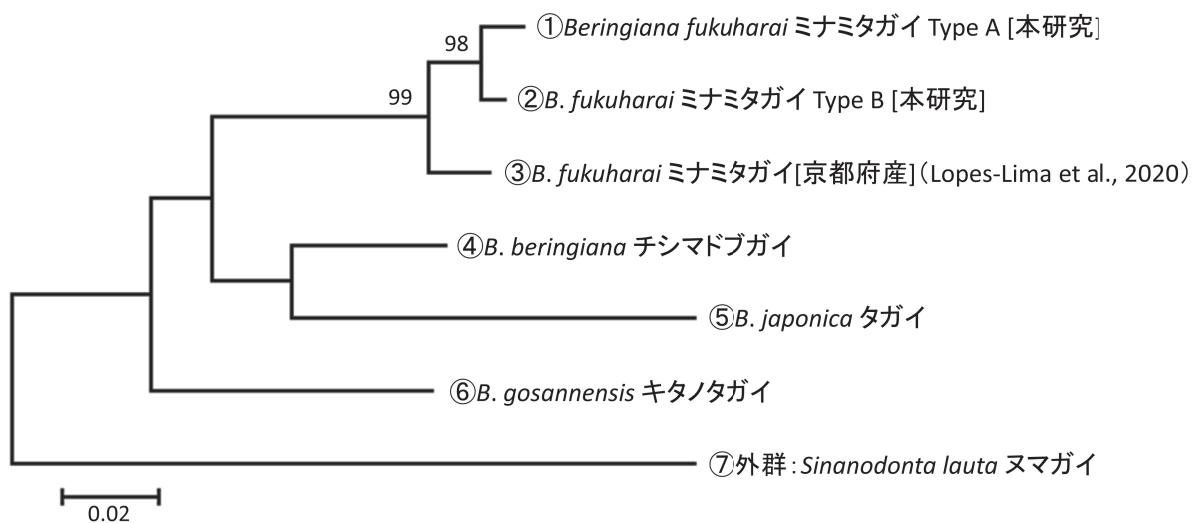 ①Beringiana fukuharai ミナミタガイ Type A [本研究]
98
②B. fukuharai ミナミタガイ Type B [本研究]
99
③B. fukuharai ミナミタガイ[京都府産](Lopes-Lima et al., 2020)
④B. beringiana チシマドブガイ
⑤B. japonica タガイ
⑥B. gosannensis キタノタガイ
⑦外群:Sinanodonta lauta ヌマガイ
0.02